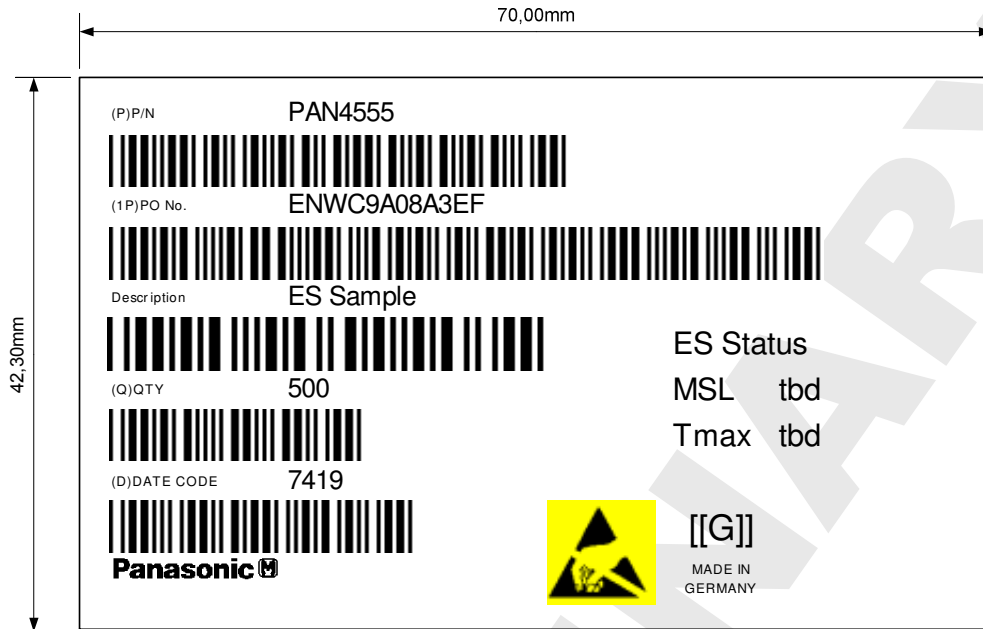 70,00mm
42,30mm
(P)P/N PAN4555
(1P)PO No. ENWC9A08A3EF
Description ES Sample
(Q)QTY 500
(D)DATE CODE 7419
Panasonic M
ES Status
MSL tbd
Tmax tbd
[[G]]
MADE IN
GERMANY